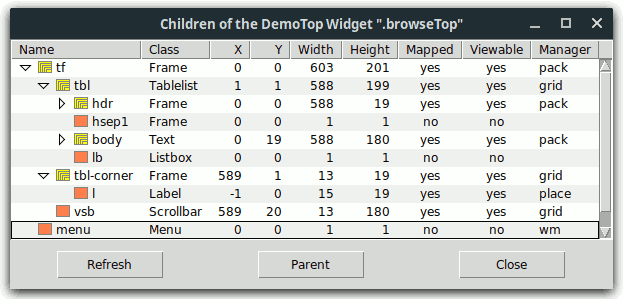 Children of the DemoTop Widget ".browseTop"
Name Class X Y Width Height Mapped Viewable Manager
tf Frame 0 0 603 201 yes yes pack
tbl Tablelist 1 1 588 199 yes yes grid
hdr Frame 0 0 588 19 yes yes pack
hsep1 Frame 0 0 1 1 no no
body Text 0 19 588 180 yes yes pack
lb Listbox 0 0 1 1 no no
tbl-corner Frame 589 1 13 19 yes yes grid
l Label -1 0 15 19 yes yes place
vsb Scrollbar 589 20 13 180 yes yes grid
menu Menu 0 0 1 1 no no wm
Refresh Parent Close